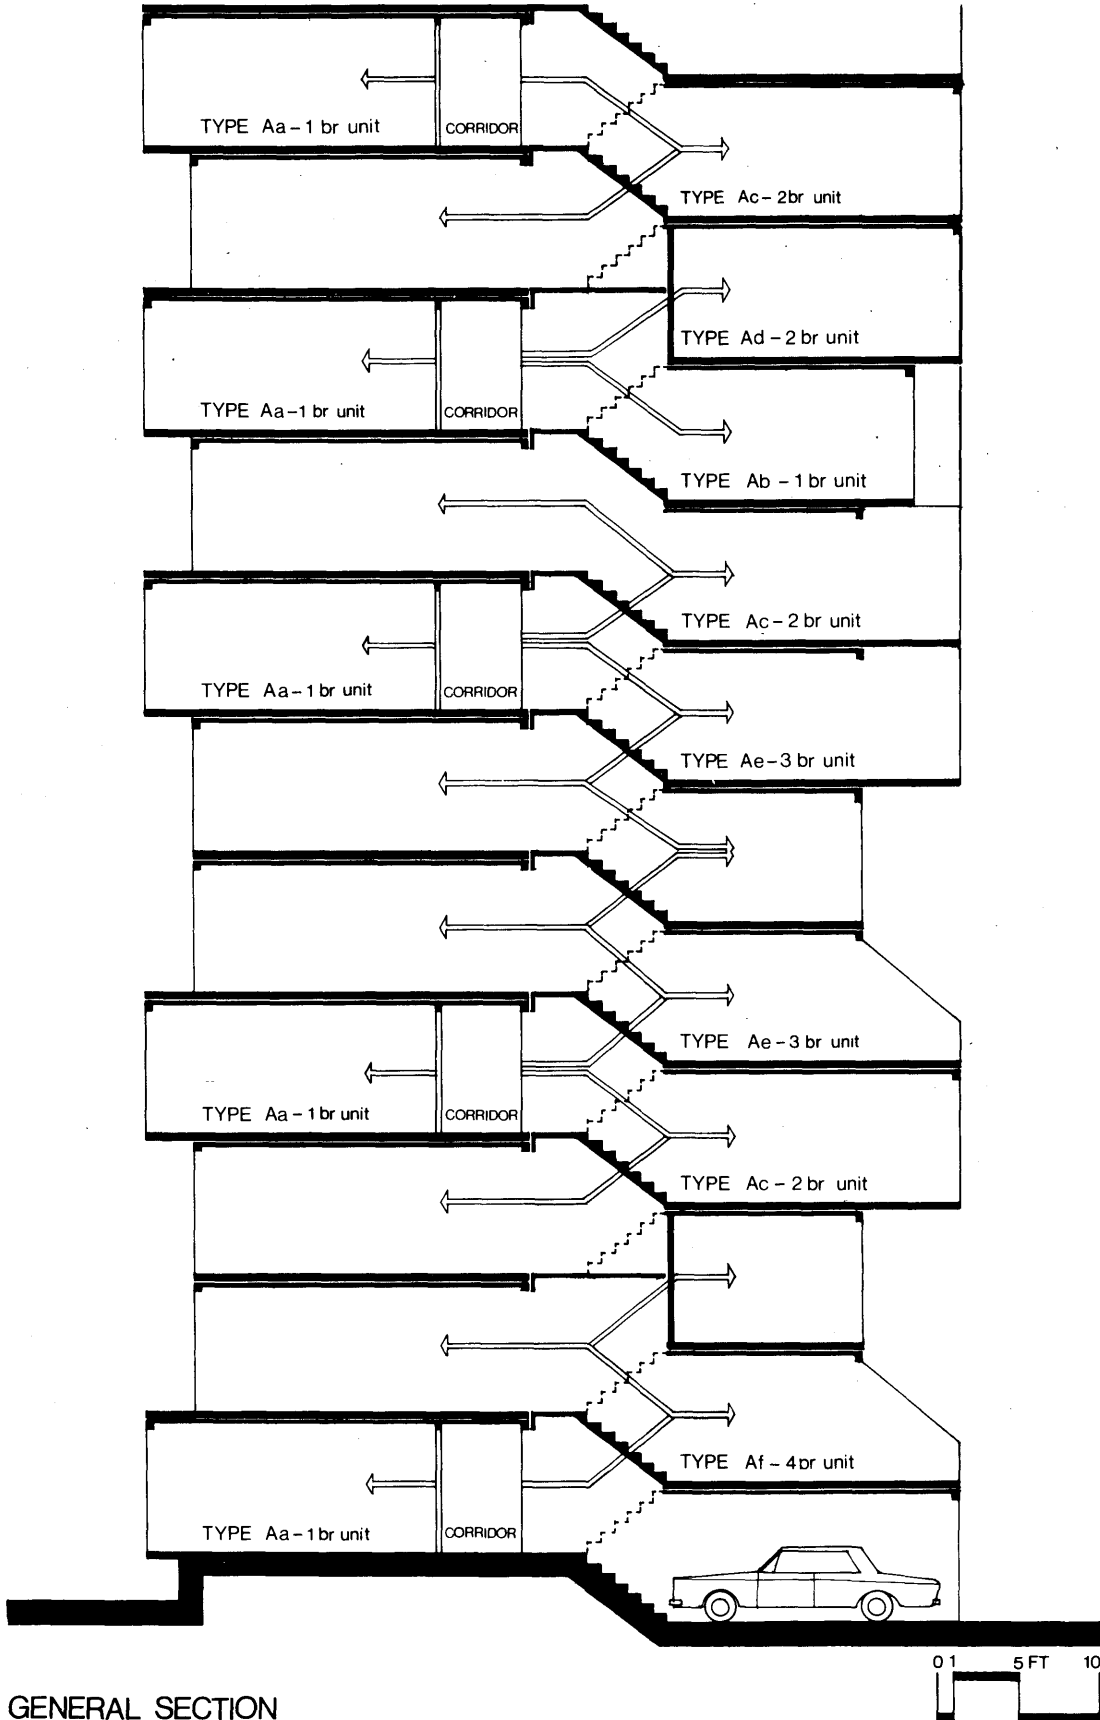 TYPE Aa-1 br unit
CORRIDOR
TYPE Ac-2br unit
TYPE Ad-2 br unit
TYPE Aa-1 br unit
CORRIDOR
TYPE Ab-1 br unit
TYPE Ac-2 br unit
TYPE Aa-1 br unit
CORRIDOR
TYPE Ae-3 br unit
TYPE Ae-3 br unit
TYPE Aa-1 br unit
CORRIDOR
TYPE Ac-2 br unit
TYPE Af-4br unit
TYPE Aa-1 br unit
CORRIDOR
0 1 5 FT 10
GENERAL SECTION